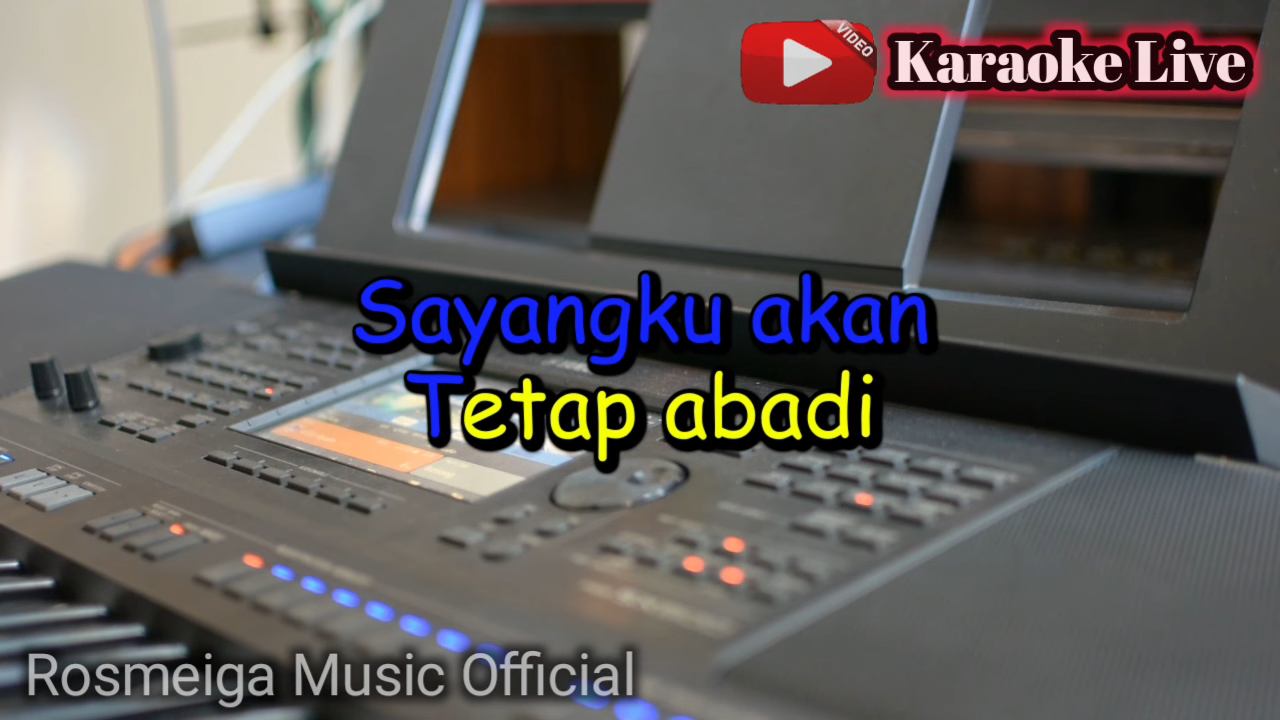 VIDEO
Karaoke Live
Sayangku akan
Tetap abadi
Rosmeiga Music Official